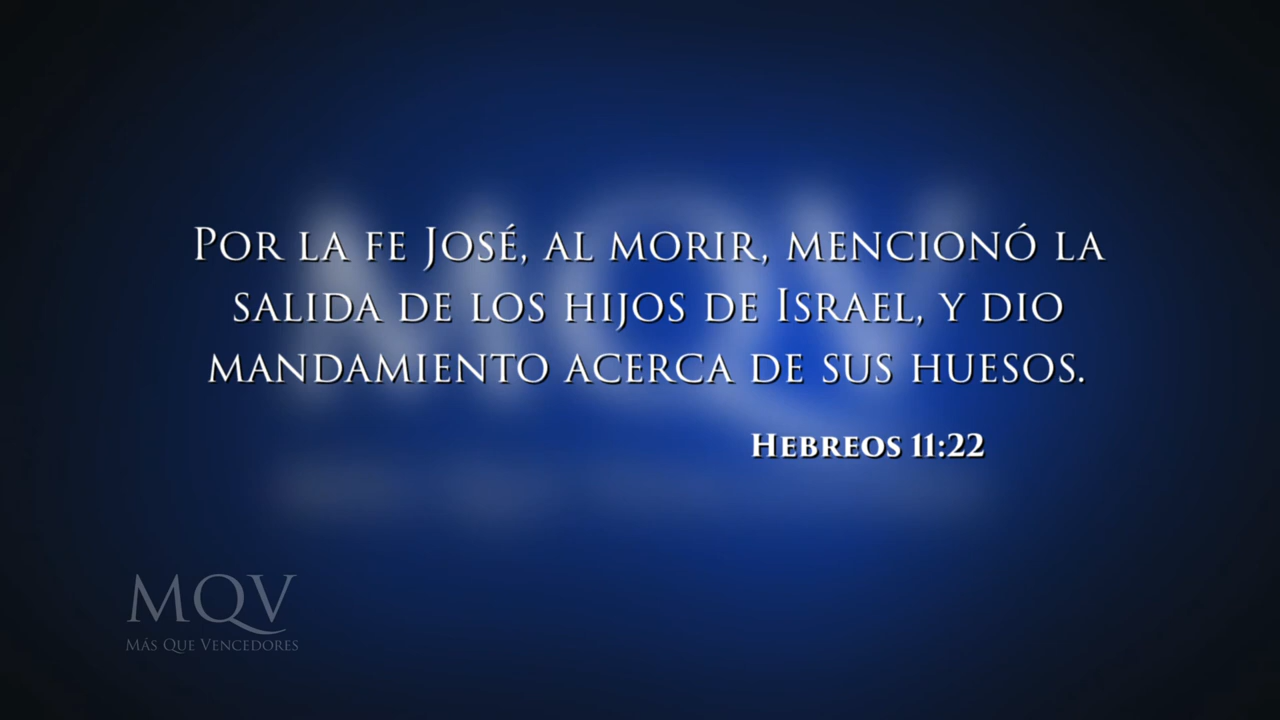 Por la fe José, al morir, mencionó la
salida de los hijos de Israel, y dio
mandamiento acerca de sus huesos.
Hebreos 11:22
MQV
Más Que Vencedores